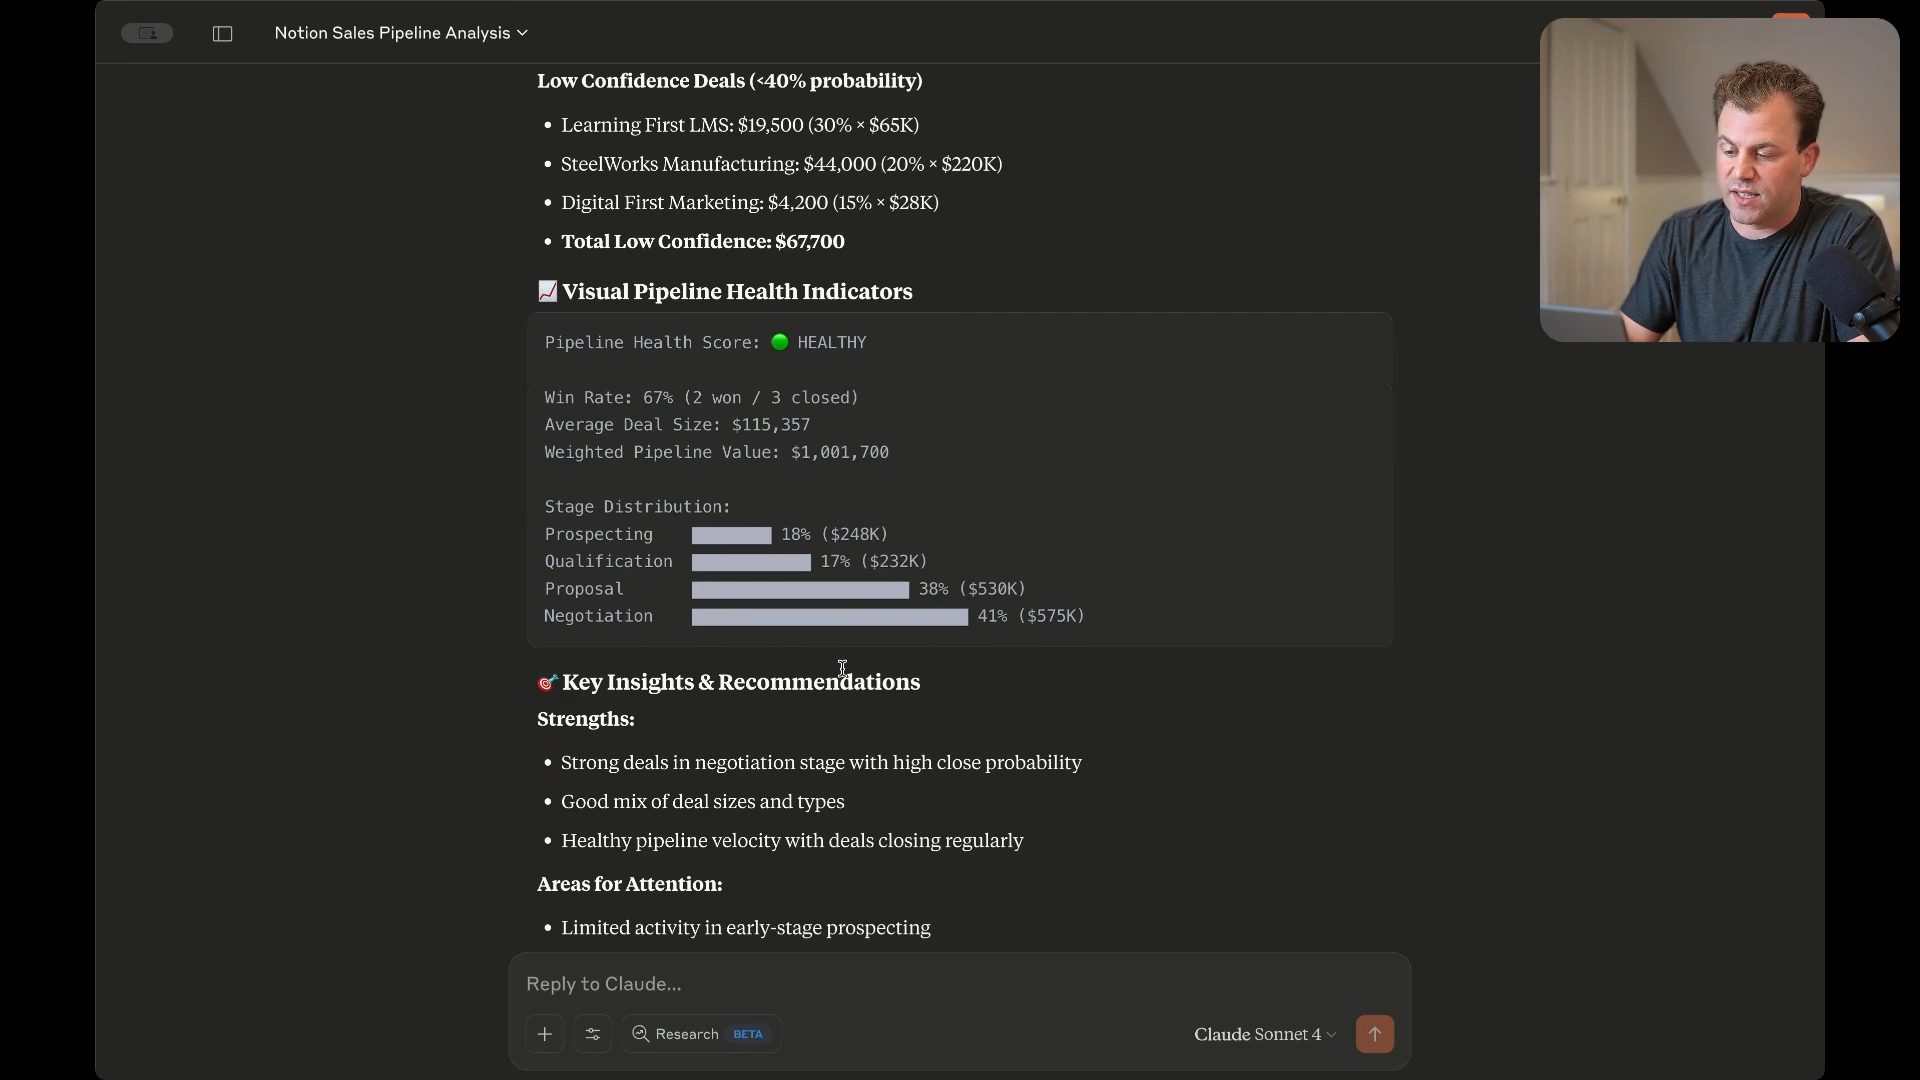 Notion Sales Pipeline Analysis
Low Confidence Deals (<40% probability)
• Learning First LMS: $19,500 (30% × $65K)
• SteelWorks Manufacturing: $44,000 (20% × $220K)
• Digital First Marketing: $4,200 (15% × $28K)
• Total Low Confidence: $67,700
📈 Visual Pipeline Health Indicators
Pipeline Health Score: 🟢 HEALTHY
Win Rate: 67% (2 won / 3 closed)
Average Deal Size: $115,357
Weighted Pipeline Value: $1,001,700
Stage Distribution:
Prospecting 18% ($248K)
Qualification 17% ($232K)
Proposal 38% ($530K)
Negotiation 41% ($575K)
🎯 Key Insights & Recommendations
Strengths:
• Strong deals in negotiation stage with high close probability
• Good mix of deal sizes and types
• Healthy pipeline velocity with deals closing regularly
Areas for Attention:
• Limited activity in early-stage prospecting
Reply to Claude...
Research BETA
Claude Sonnet 4